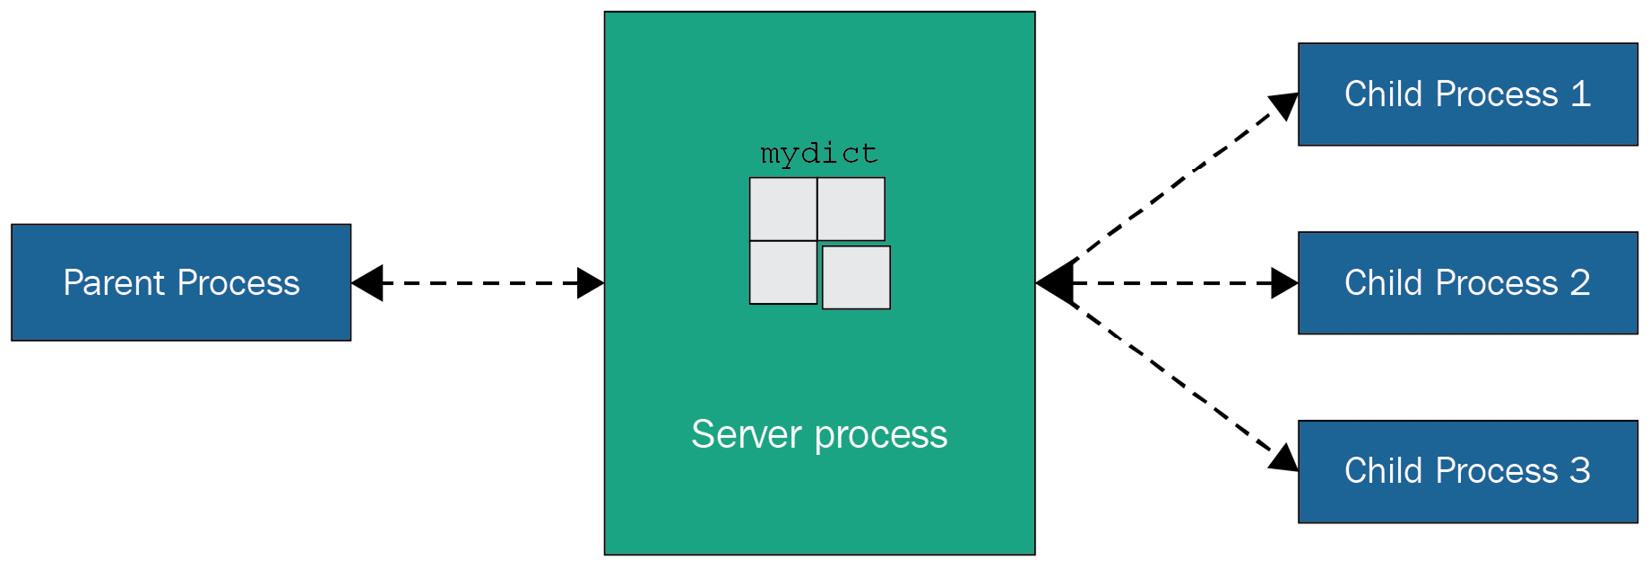 Parent Process
mydict
Server process
Child Process 1
Child Process 2
Child Process 3